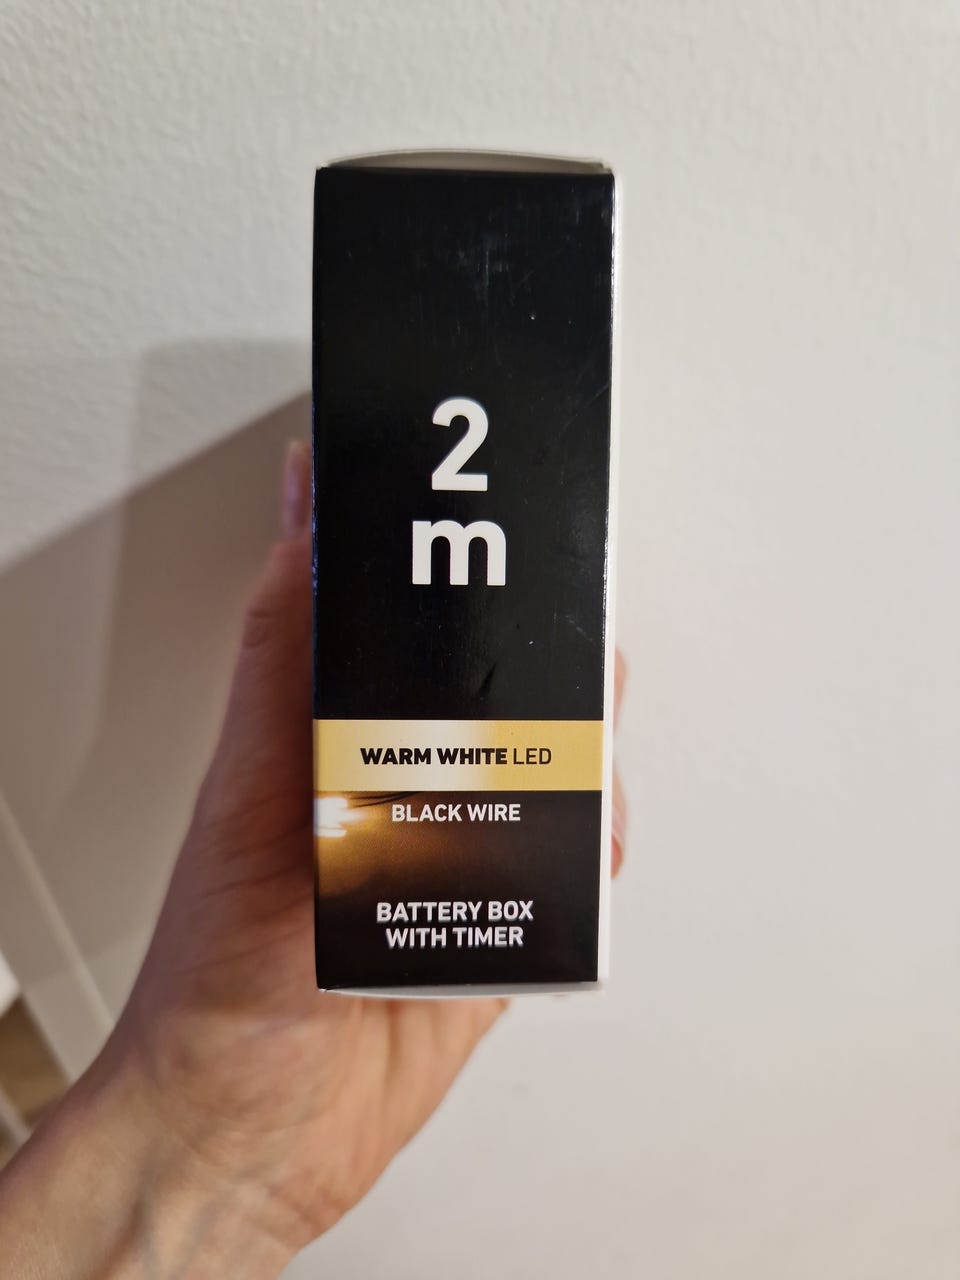 2
m
WARM WHITE LED
BLACK WIRE
BATTERY BOX
WITH TIMER